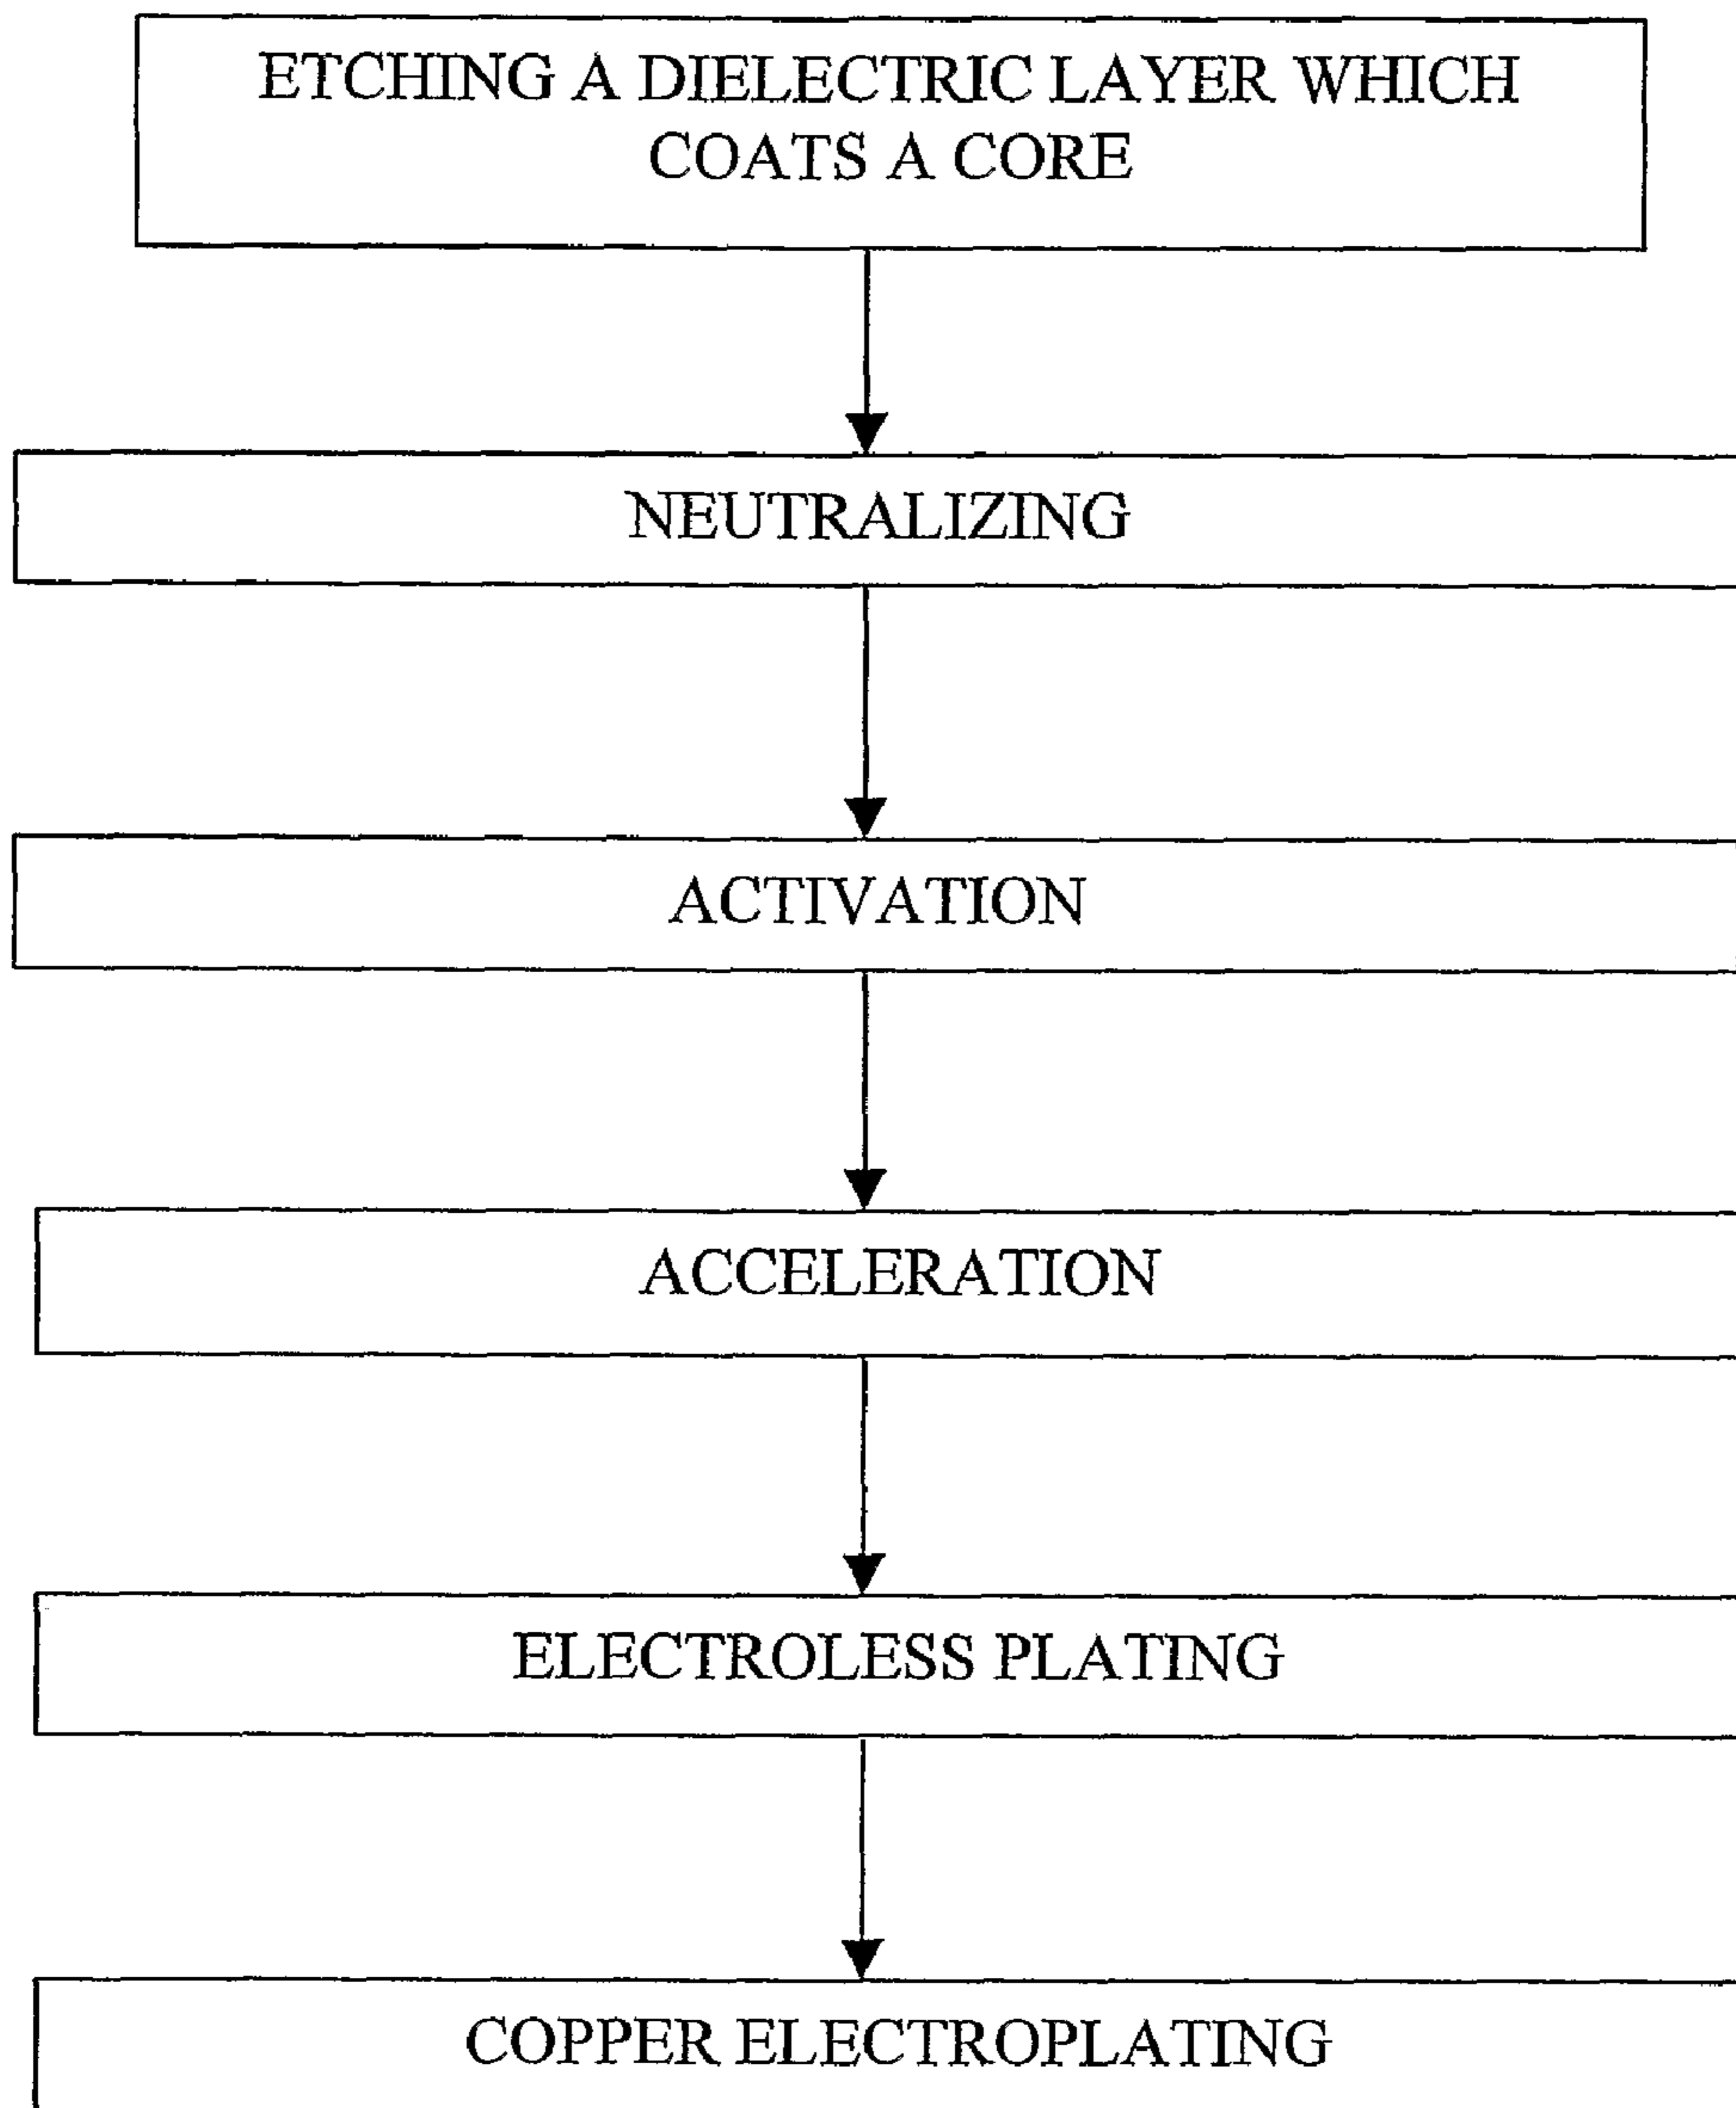 ETCHING A DIELECTRIC LAYER WHICH
COATS A CORE
NEUTRALIZING
ACTIVATION
ACCELERATION
ELECTROLESS PLATING
COPPER ELECTROPLATING